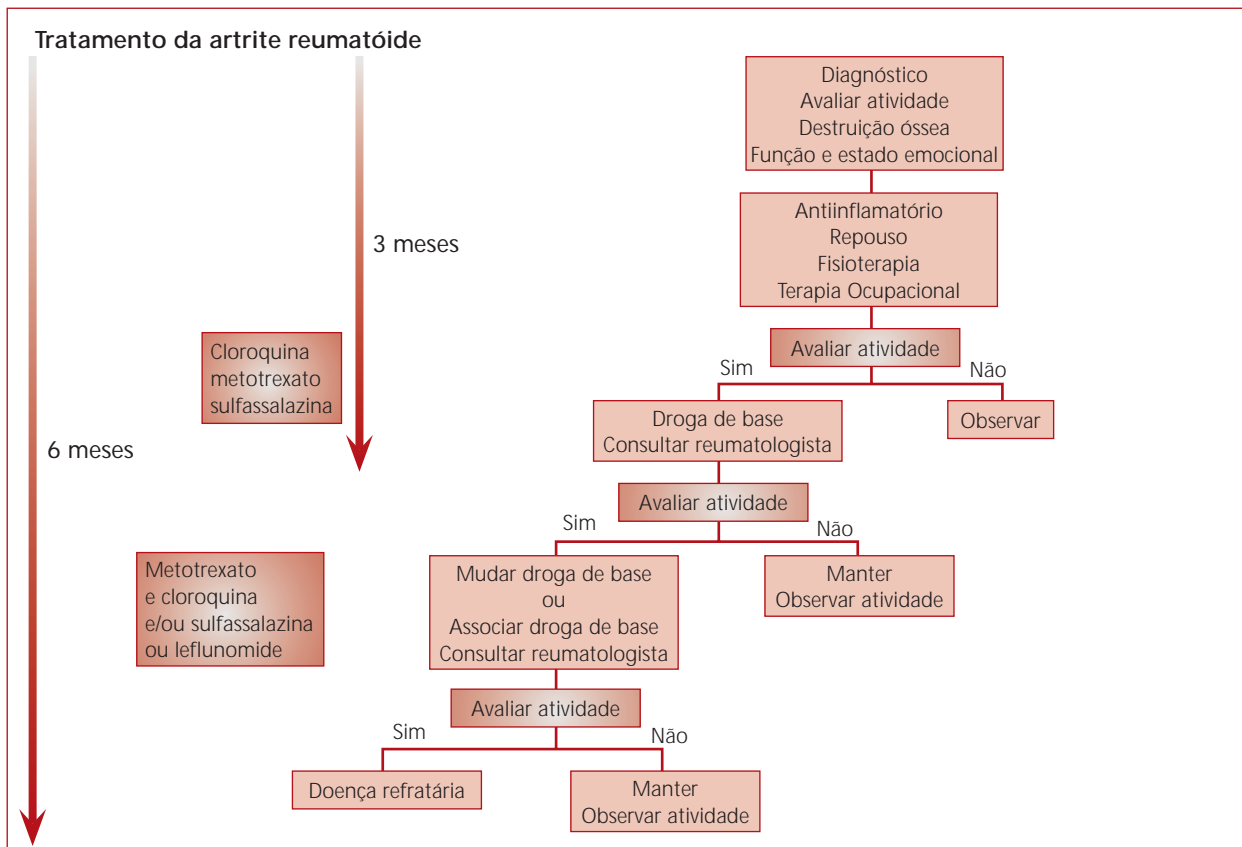 Tratamento da artrite reumatóide
Diagnóstico
Avaliar atividade
Destruição óssea
Função e estado emocional
Antiinflamatório
Repouso
Fisioterapia
Terapia Ocupacional
3 meses
Avaliar atividade
Cloroquina
metotrexato
sulfassalazina
Sim
Não
Droga de base
Consultar reumatologista
Observar
6 meses
Avaliar atividade
Sim
Não
Metotrexato
e cloroquina
e/ou sulfassalazina
ou leflunomide
Mudar droga de base
ou
Associar droga de base
Consultar reumatologista
Manter
Observar atividade
Avaliar atividade
Sim
Não
Doença refratária
Manter
Observar atividade